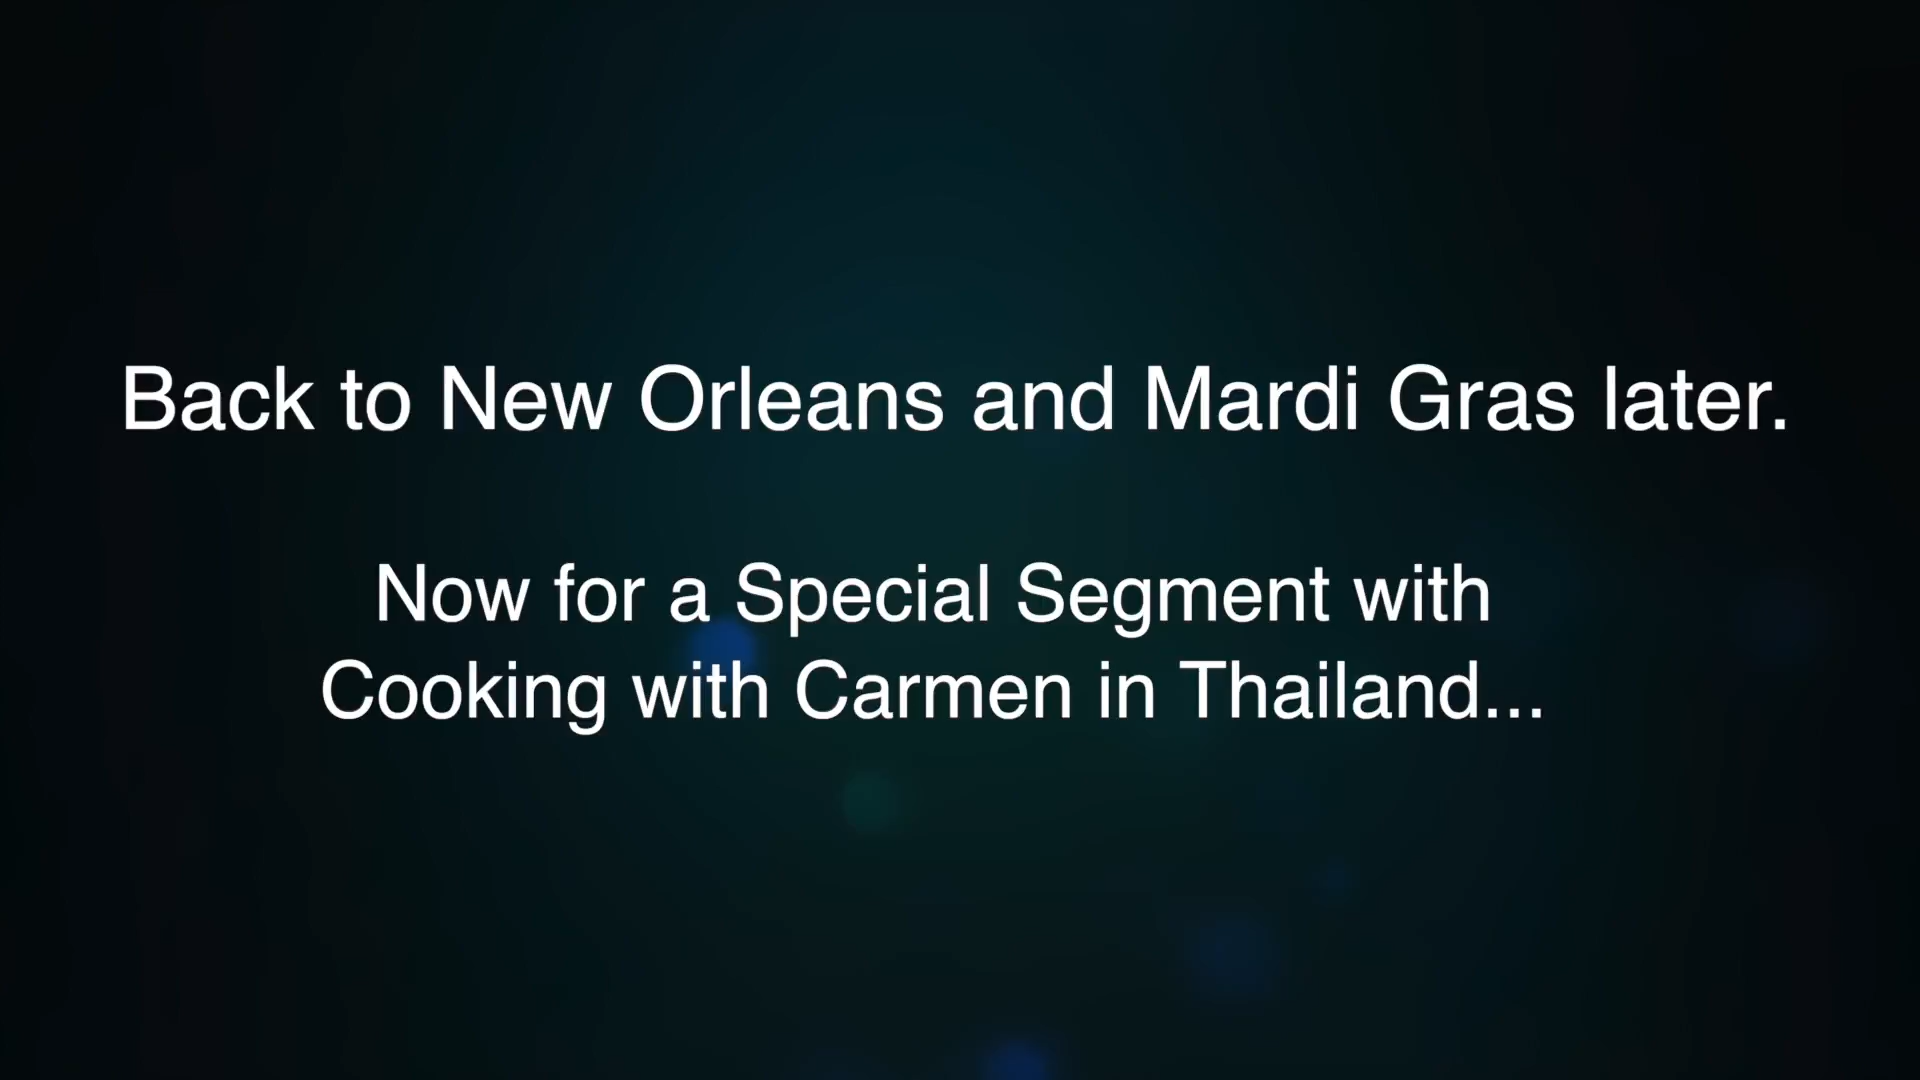 Back to New Orleans and Mardi Gras later.
Now for a Special Segment with
Cooking with Carmen in Thailand...